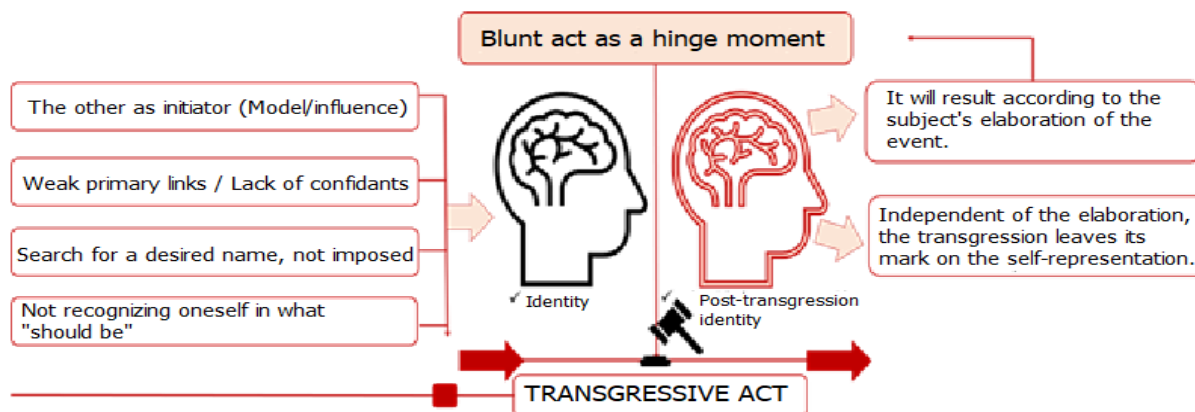 Blunt act as a hinge moment
The other as initiator (Model/influence)
Weak primary links / Lack of confidants
Search for a desired name, not imposed
Not recognizing oneself in what
"should be"
✓ Identity
✓ Post-transgression
identity
It will result according to the
subject's elaboration of the
event.
Independent of the elaboration,
the transgression leaves its
mark on the self-representation.
TRANSGRESSIVE ACT